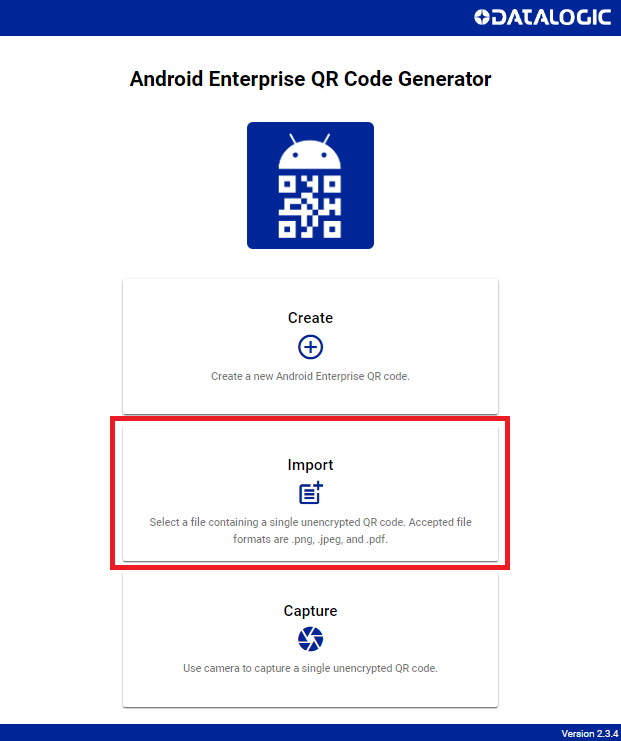 DATALOGIC
Android Enterprise QR Code Generator
Create
Create a new Android Enterprise QR code.
Import
Select a file containing a single unencrypted QR code. Accepted file
formats are .png, .jpeg, and .pdf.
Capture
Use camera to capture a single unencrypted QR code.
Version 2.3.4